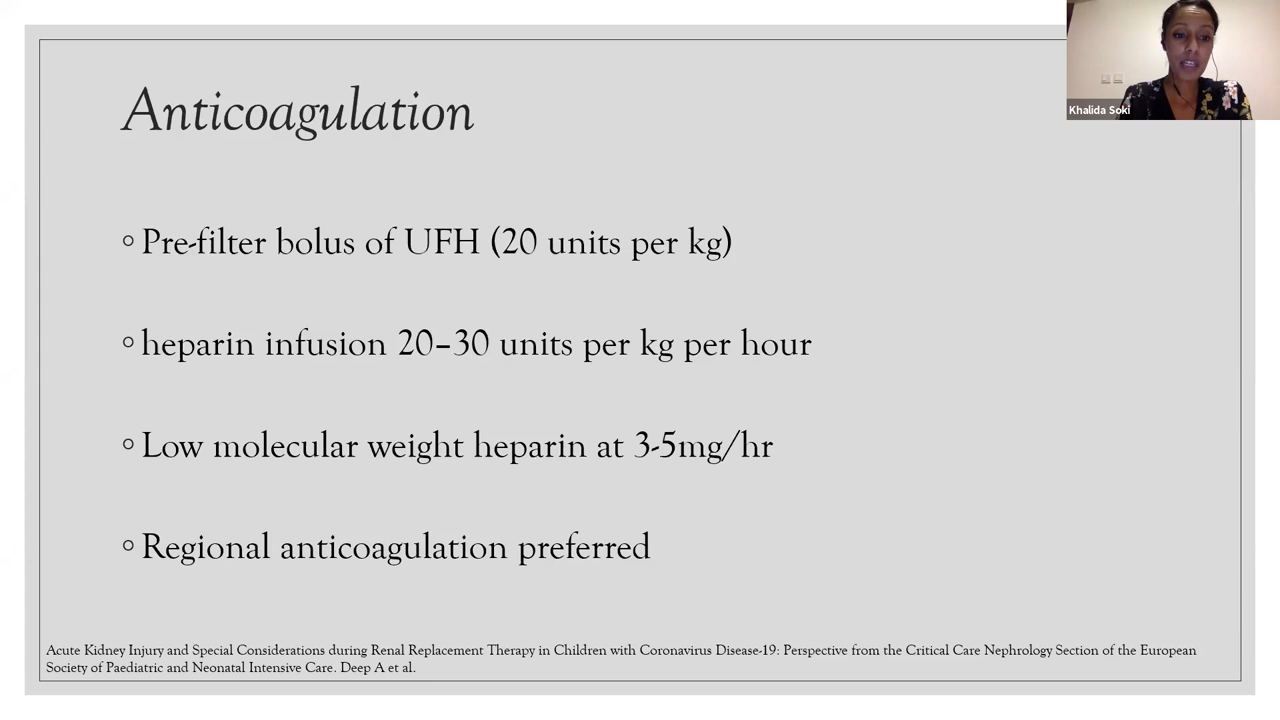 Anticoagulation
Khalida Soki
◦ Pre-filter bolus of UFH (20 units per kg)
◦ heparin infusion 20–30 units per kg per hour
◦ Low molecular weight heparin at 3-5mg/hr
◦ Regional anticoagulation preferred
Acute Kidney Injury and Special Considerations during Renal Replacement Therapy in Children with Coronavirus Disease-19: Perspective from the Critical Care Nephrology Section of the European
Society of Paediatric and Neonatal Intensive Care. Deep A et al.